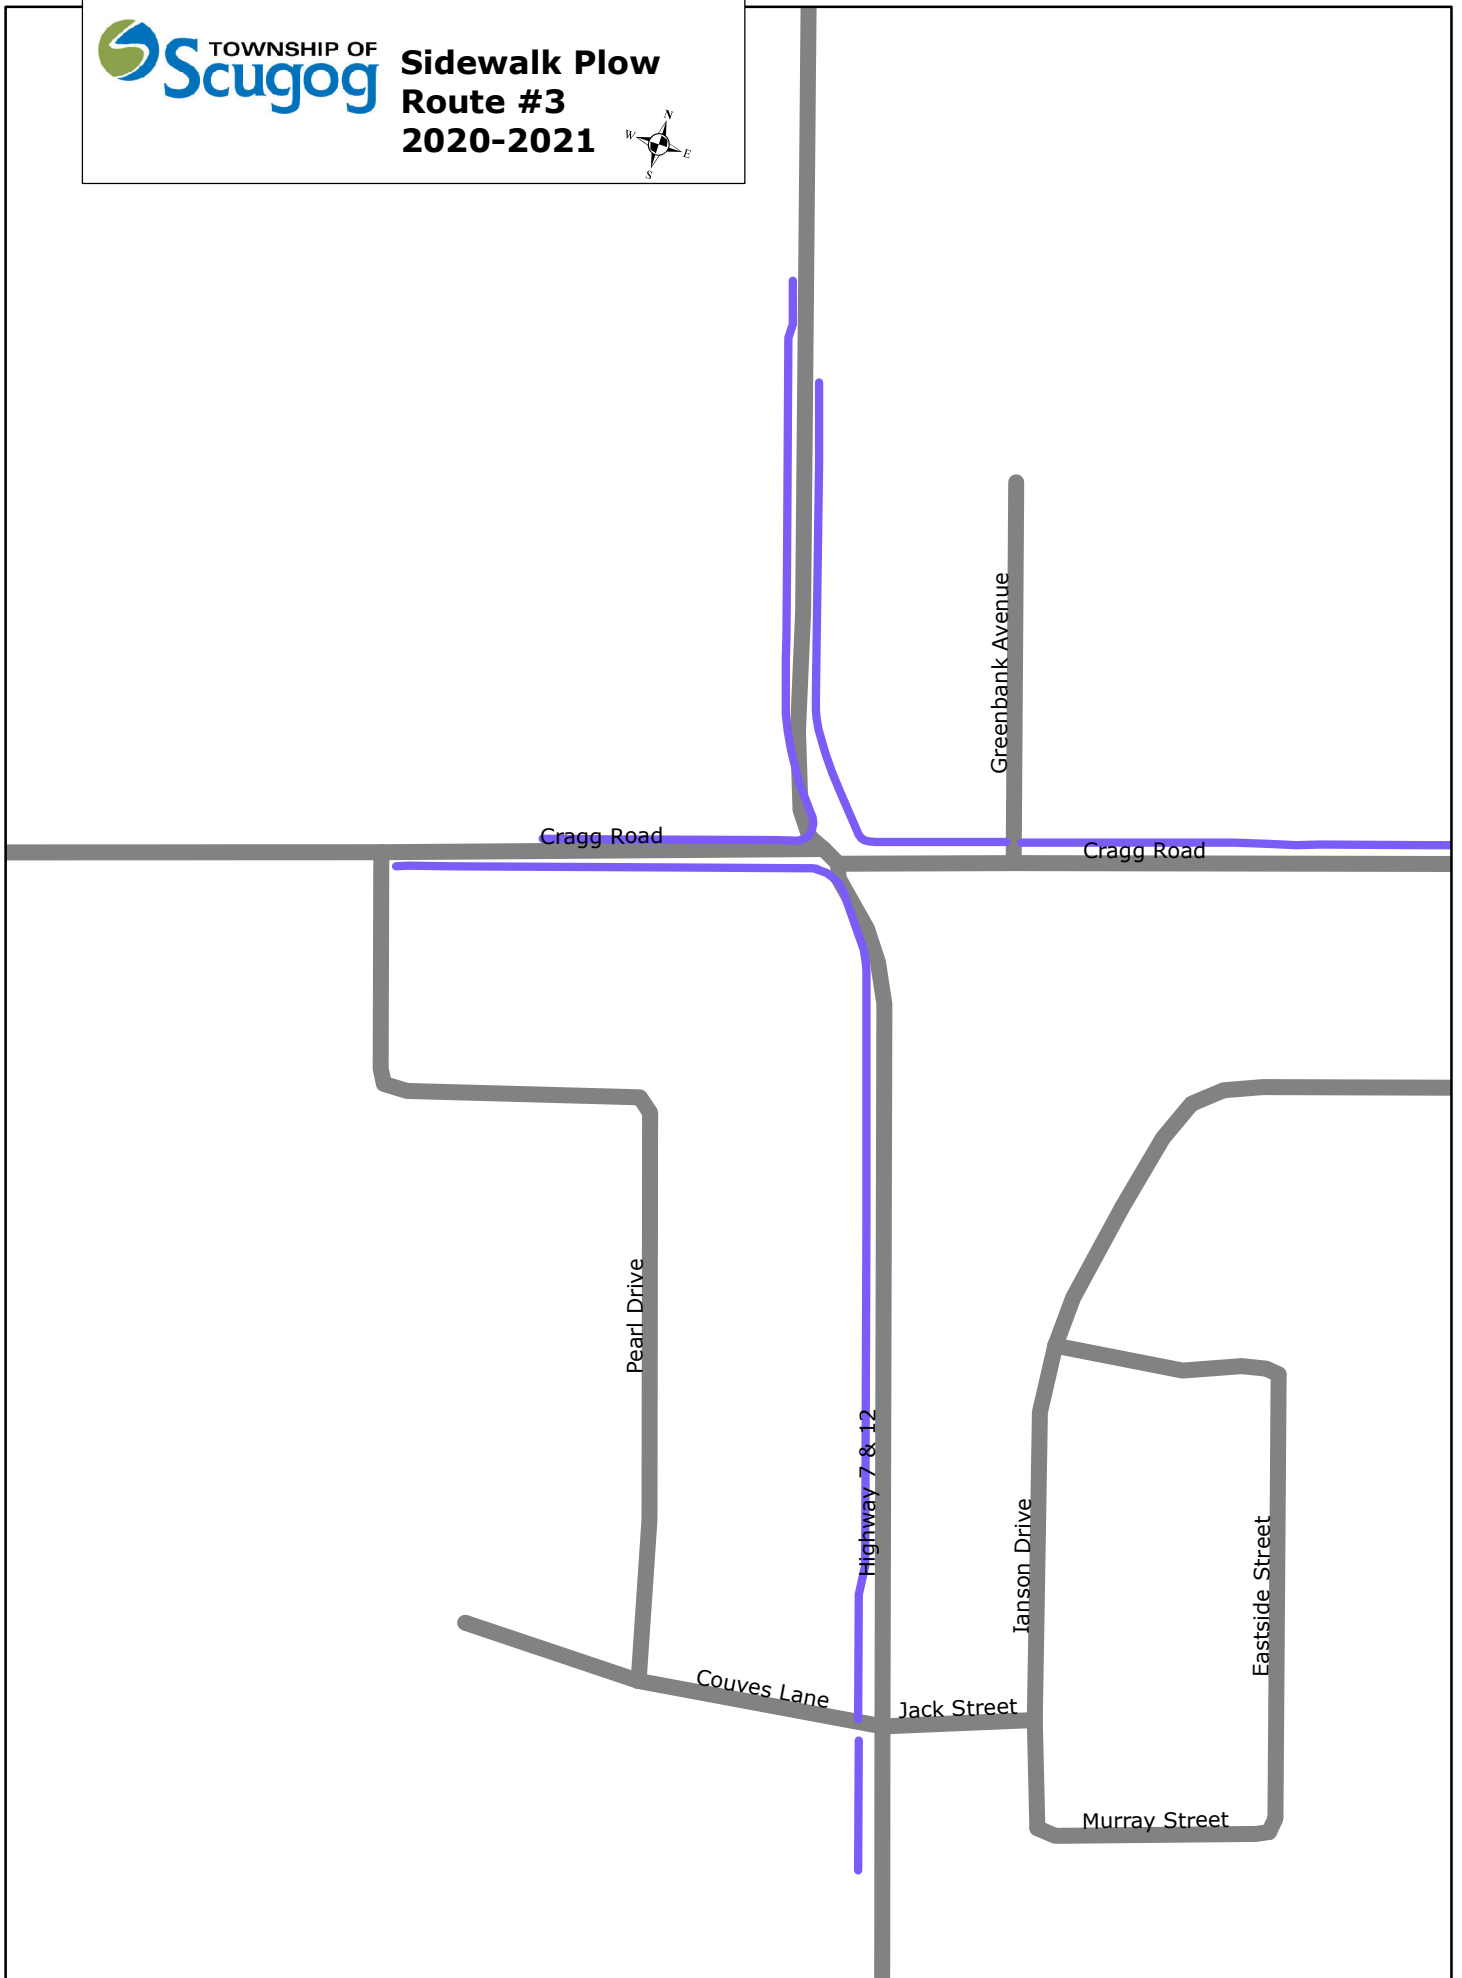 TOWNSHIP OF
Scugog
Sidewalk Plow
Route #3
2020-2021
N
W
E
S
Greenbank Avenue
Cragg Road
Cragg Road
Pearl Drive
Highway 7 & 12
Ianson Drive
Eastside Street
Couves Lane
Jack Street
Murray Street